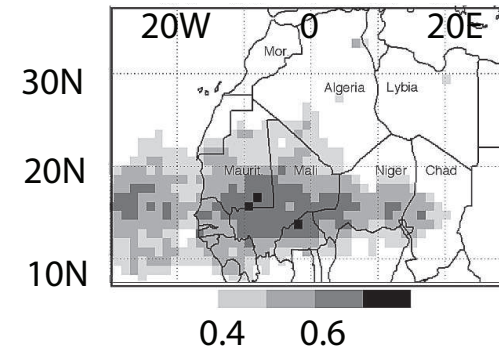 20W 0 20E
Mor
30N
Algeria Lybia
20N
Maurit Mali Niger Chad
10N
0.4 0.6